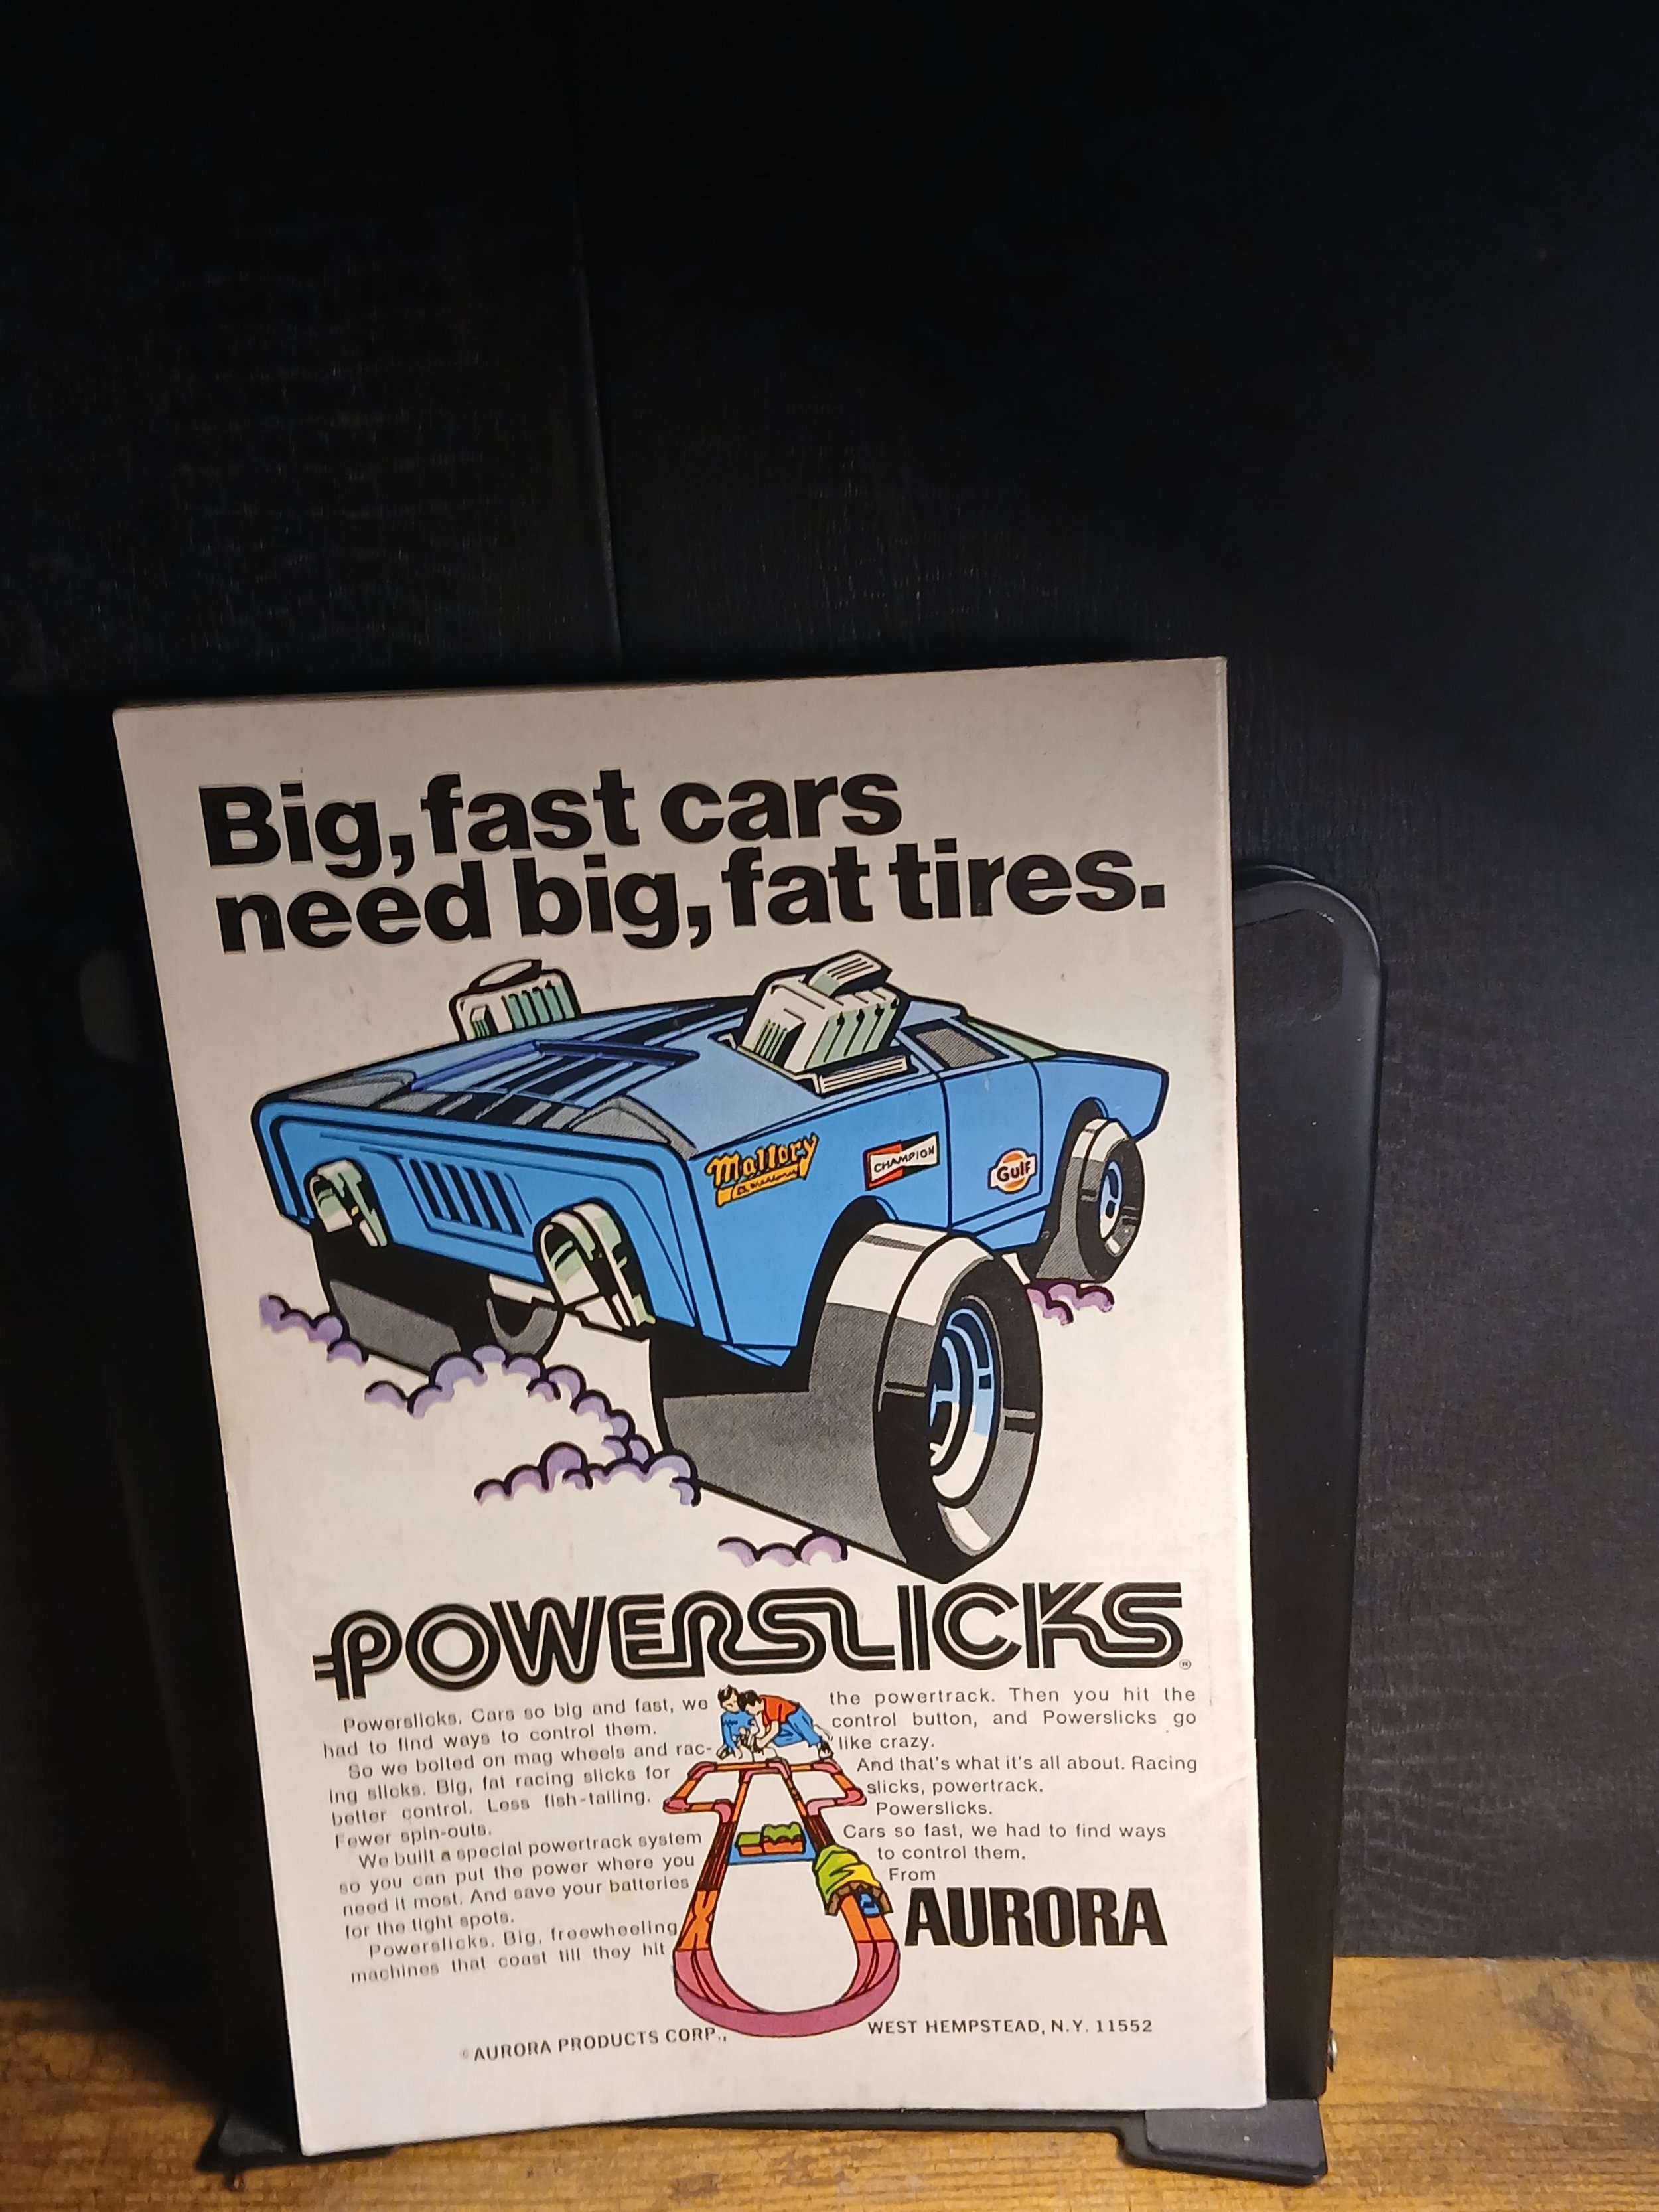 Big, fast cars
need big, fat tires.
Mallory
CHAMPION
Gulf
POWERSLICKS®
Powerslicks. Cars so big and fast, we
had to find ways to control them.
So we bolted on mag wheels and rac-
ing slicks. Big, fat racing slicks for
better control. Less fish-tailing.
Fewer spin-outs.
We built a special powertrack system
so you can put the power where you
need it most. And save your batteries
for the tight spots.
Powerslicks. Big, freewheeling
machines that coast till they hit
the powertrack. Then you hit the
control button, and Powerslicks go
like crazy.
And that's what it's all about. Racing
slicks, powertrack.
Powerslicks.
Cars so fast, we had to find ways
to control them.
From
AURORA
© AURORA PRODUCTS CORP., WEST HEMPSTEAD, N.Y. 11552